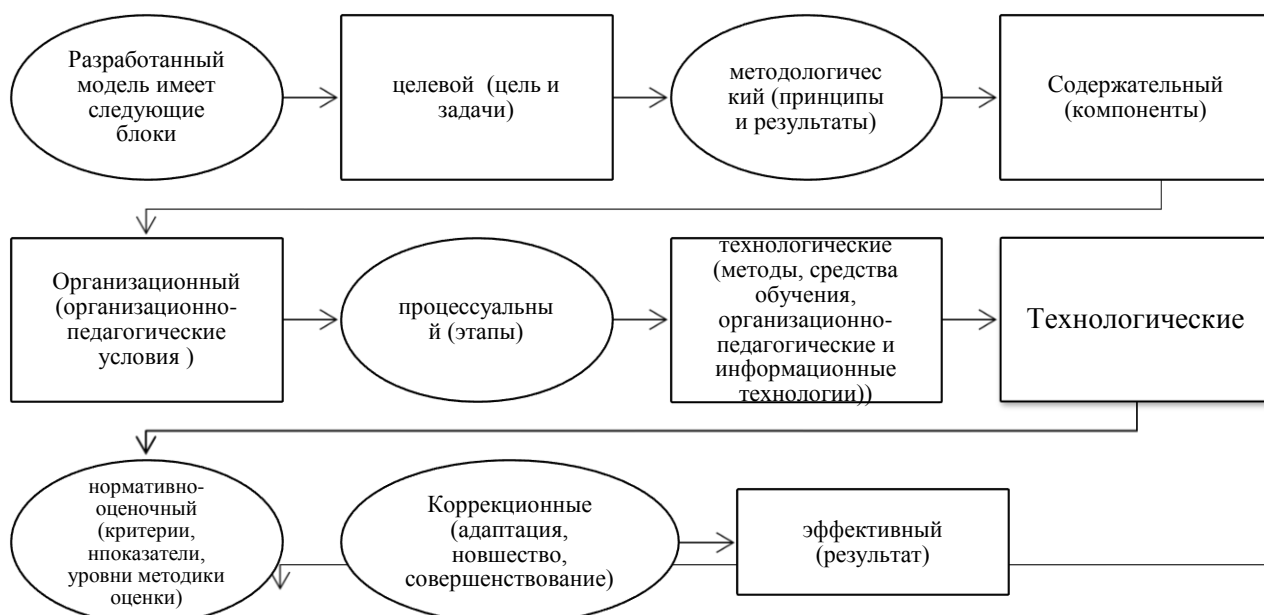 Разработанный
модель имеет
следующие
блоки
целевой (цель и
задачи)
методологичес
кий (принципы
и результаты)
Содержательный
(компоненты)
Организационный
(организационно-
педагогические
условия )
процессуальны
й (этапы)
технологические
(методы, средства
обучения,
организационно-
педагогические и
информационные
технологии))
Технологические
нормативно-
оценочный
(критерии,
нпоказатели,
уровни методики
оценки)
Коррекционные
(адаптация,
новшество,
совершенствование)
эффективный
(результат)